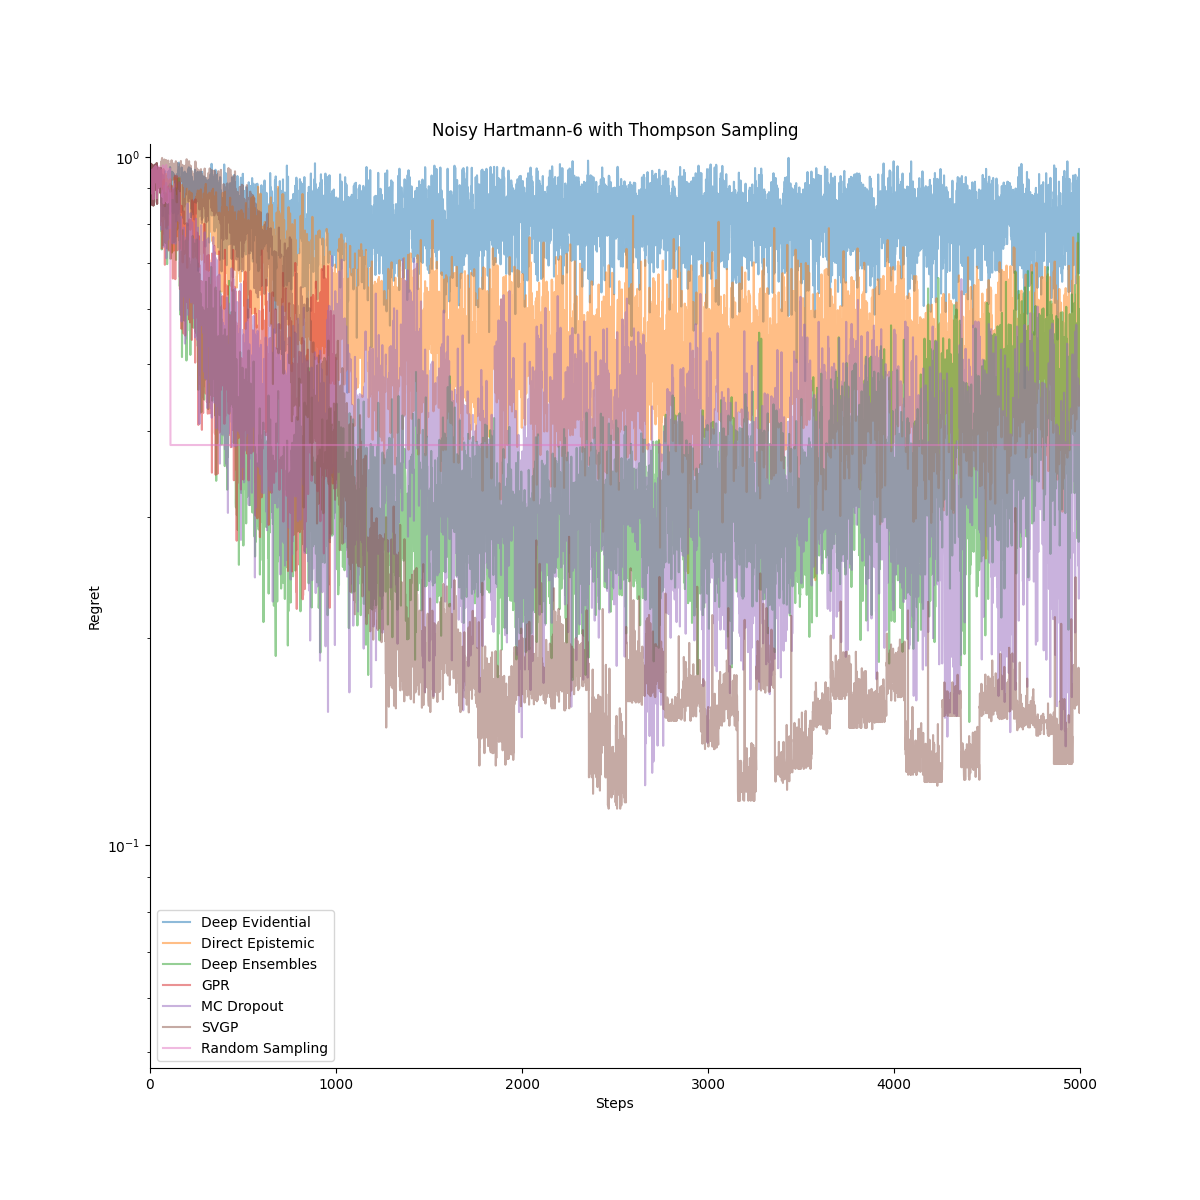 Noisy Hartmann-6 with Thompson Sampling
10⁰
10⁻¹
Regret
Deep Evidential
Direct Epistemic
Deep Ensembles
GPR
MC Dropout
SVGP
Random Sampling
0 1000 2000 3000 4000 5000
Steps